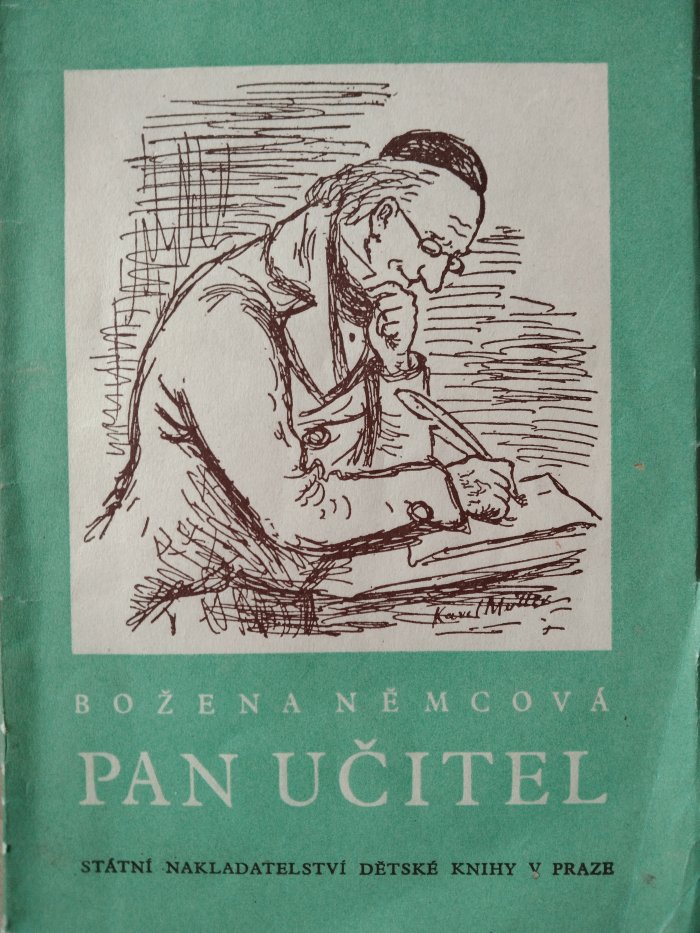 Karel Müller
BOŽENA NĚMCOVÁ
PAN UČITEL
STÁTNÍ NAKLADATELSTVÍ DĚTSKÉ KNIHY V PRAZE